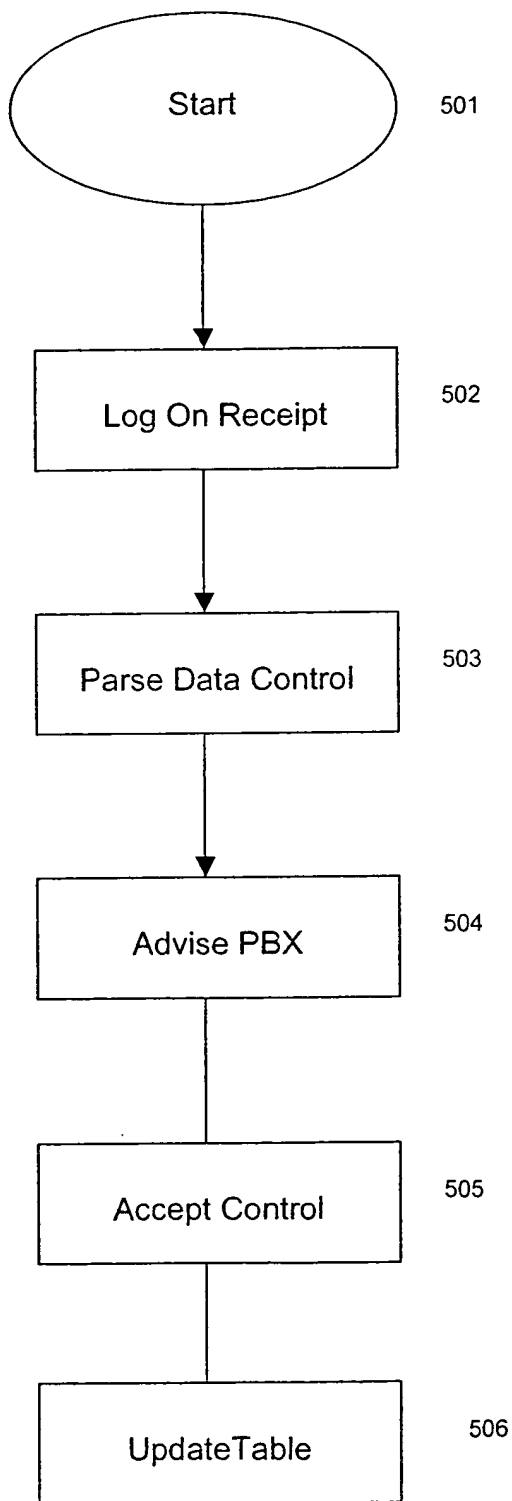 Start 501
Log On Receipt 502
Parse Data Control 503
Advise PBX 504
Accept Control 505
UpdateTable 506